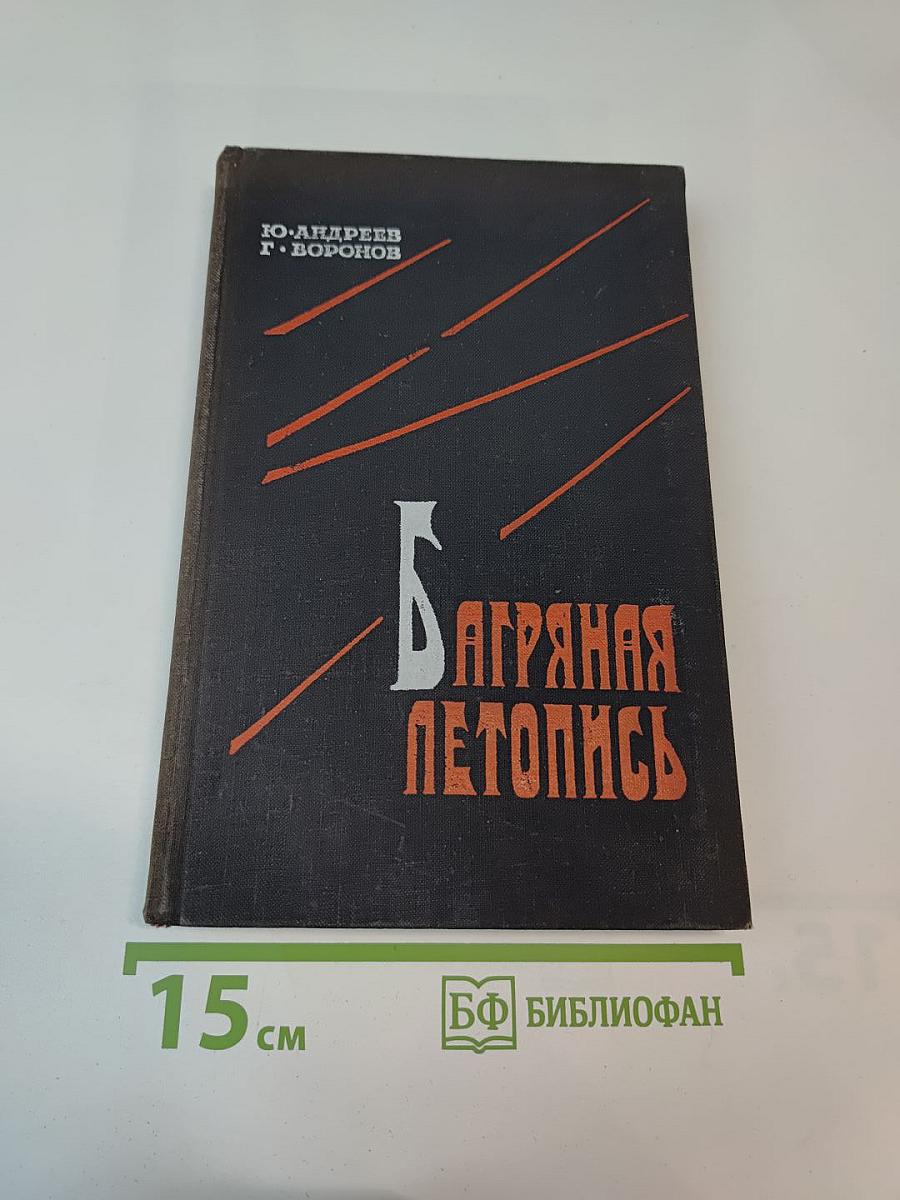 Ю·АНДРЕЕВ
Г·ВОРОНОВ
БАГРЯНАЯ
ЛЕТОПИСЬ
15 см
БФ БИБЛИОФАН